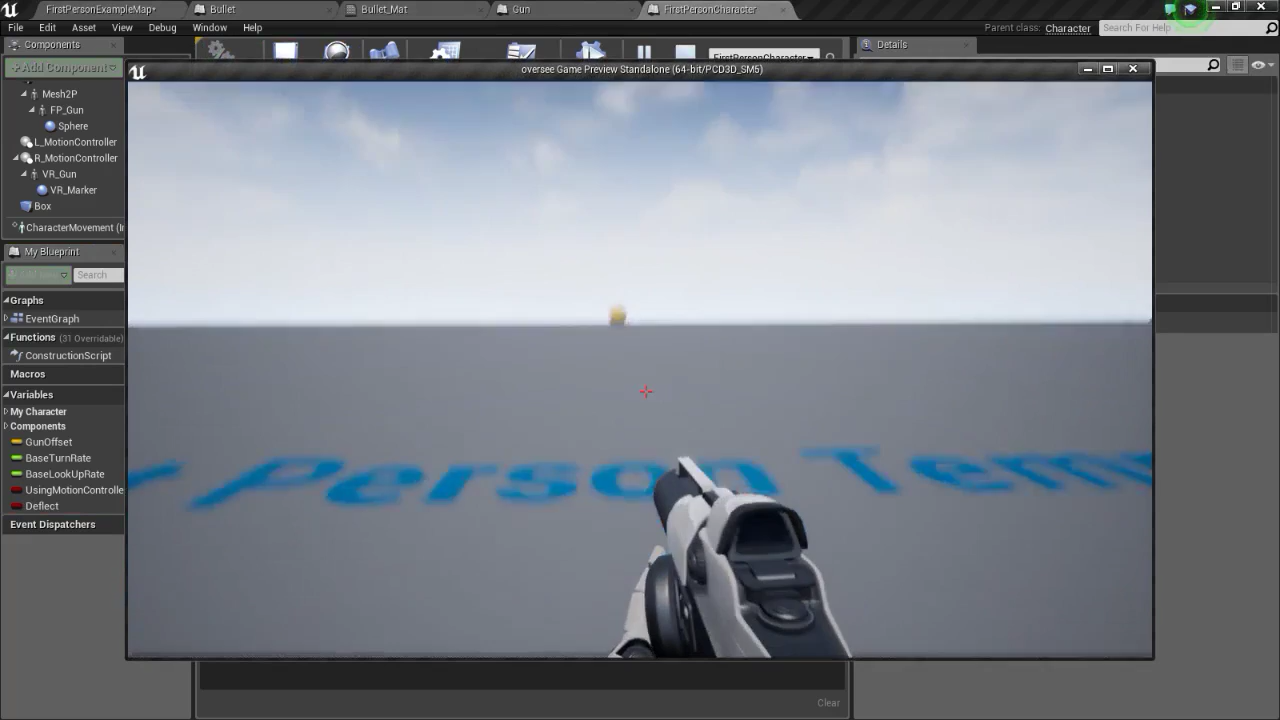 FirstPersonExampleMap*
Bullet
Bullet_Mat
Gun
FirstPersonCharacter
File Edit Asset View Debug Window Help
Parent class: Character
Search For Help
Components
Details
+Add Component
FirstPersonCharacter
oversee Game Preview Standalone (64-bit/PCD3D_SM5)
Mesh2P
FP_Gun
Sphere
L_MotionController
R_MotionController
VR_Gun
VR_Marker
Box
CharacterMovement (I
My Blueprint
Search
Graphs
EventGraph
Functions (31 Overridable)
ConstructionScript
Macros
Variables
My Character
Components
GunOffset
BaseTurnRate
BaseLookUpRate
UsingMotionControlle
Deflect
Event Dispatchers
Person Temp
Clear